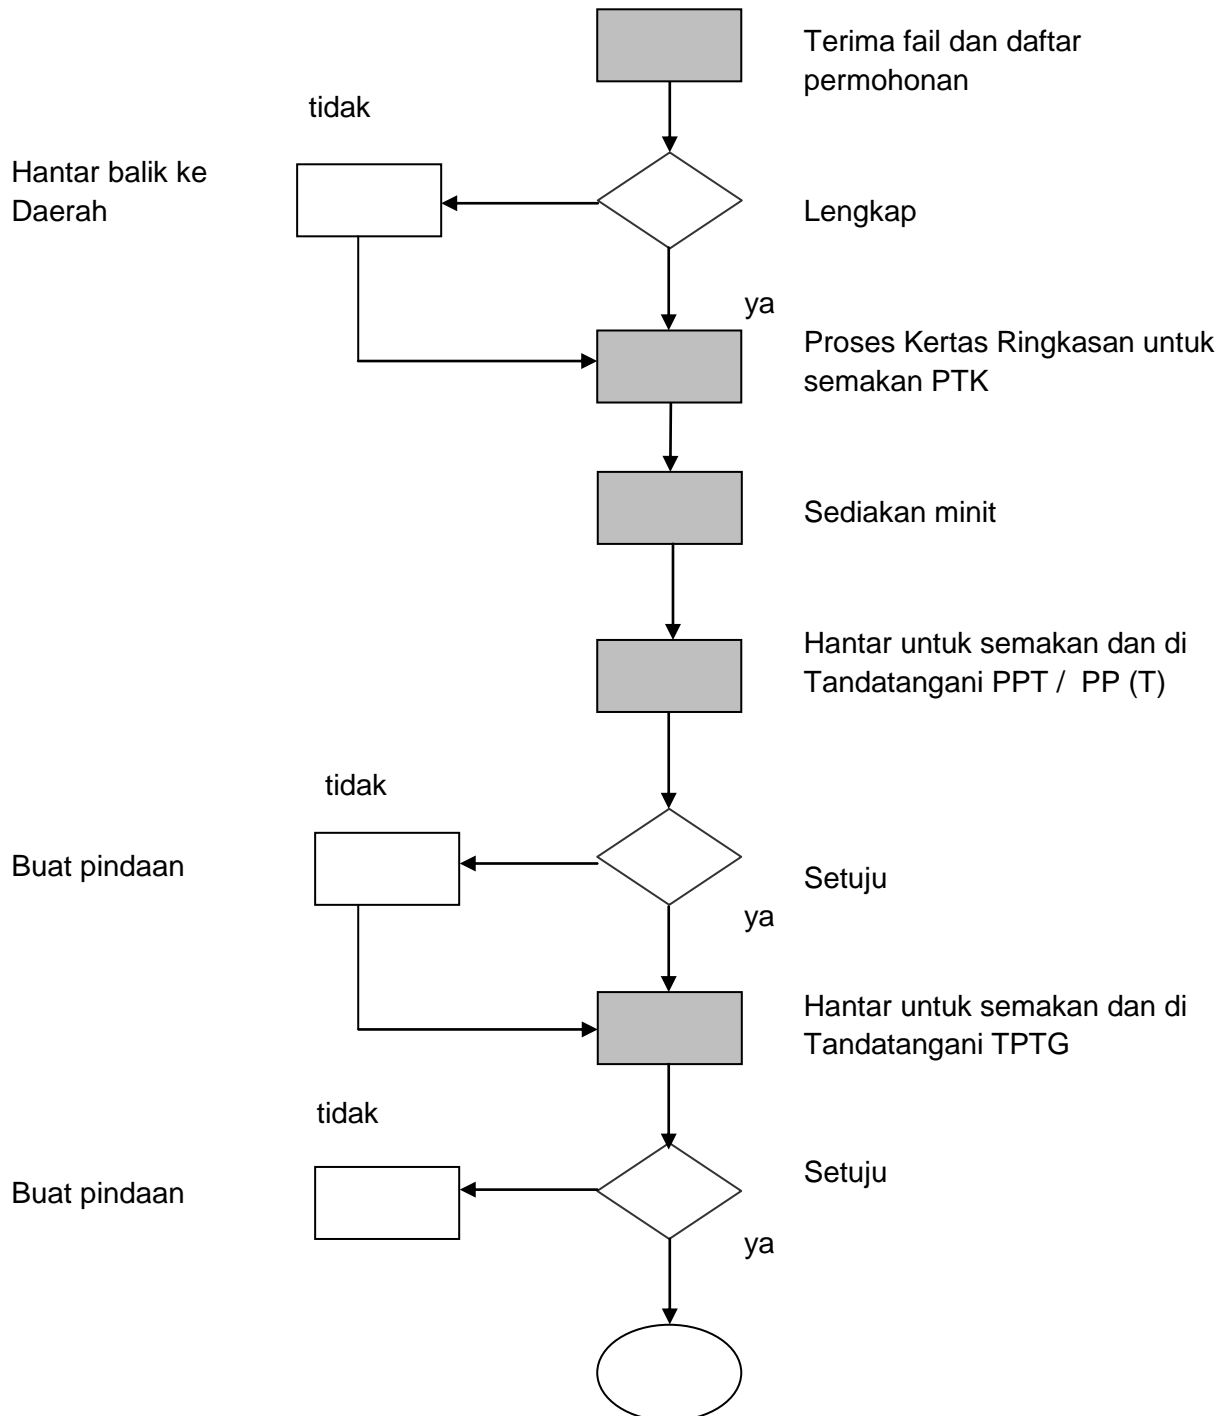 Terima fail dan daftar
permohonan
tidak
Hantar balik ke
Daerah
Lengkap
ya
Proses Kertas Ringkasan untuk
semakan PTK
Sediakan minit
Hantar untuk semakan dan di
Tandatangani PPT / PP (T)
tidak
Buat pindaan
Setuju
ya
Hantar untuk semakan dan di
Tandatangani TPTG
tidak
Buat pindaan
Setuju
ya